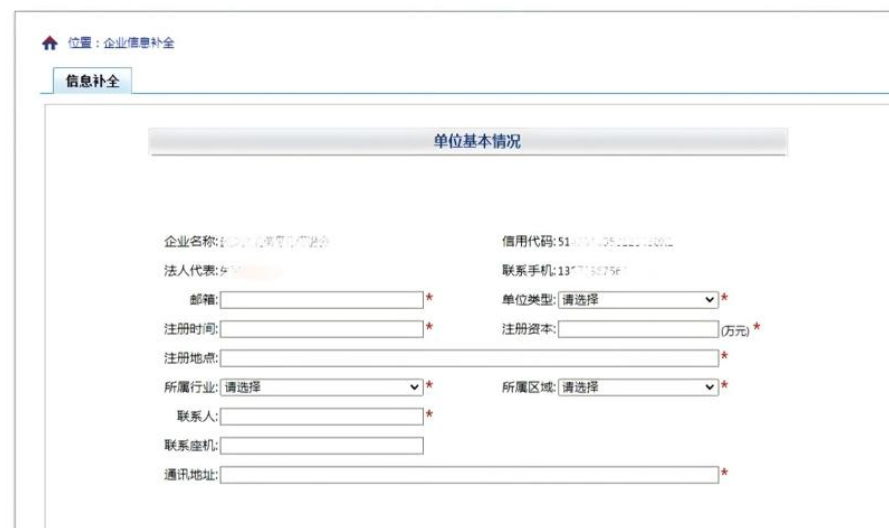 位置：企业信息补全
信息补全
单位基本情况
企业名称: 信用代码:51
法人代表: 联系手机:13
邮箱: * 单位类型: 请选择 *
注册时间: * 注册资本: (万元) *
注册地点: *
所属行业: 请选择 * 所属区域: 请选择 *
联系人: *
联系座机:
通讯地址: *